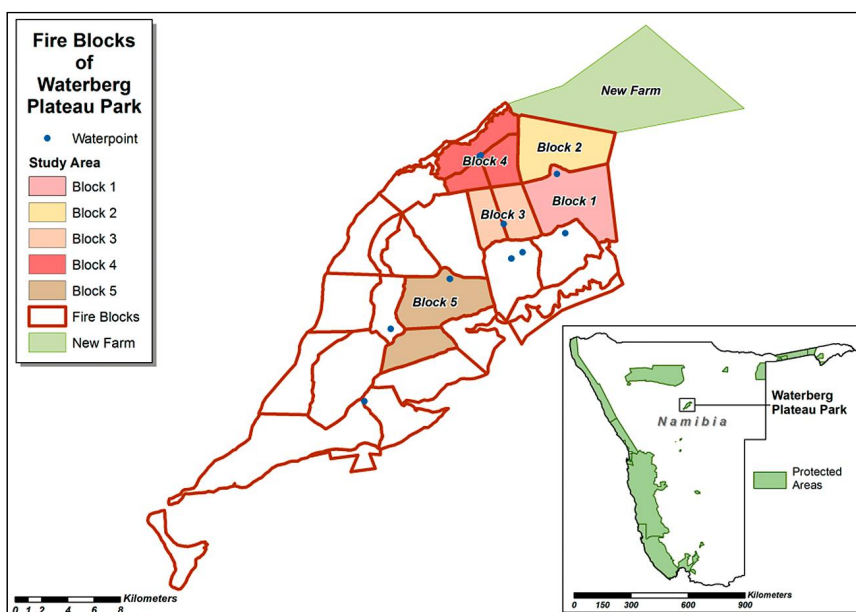 Fire Blocks
of
Waterberg
Plateau Park
Waterpoint
Study Area
Block 1
Block 2
Block 3
Block 4
Block 5
Fire Blocks
New Farm
New Farm
Block 2
Block 4
Block 1
Block 3
Block 5
Waterberg
Plateau Park
Namibia
Protected
Areas
0 1 2 4 6 8 Kilometers
0 150 300 600 900 Kilometers